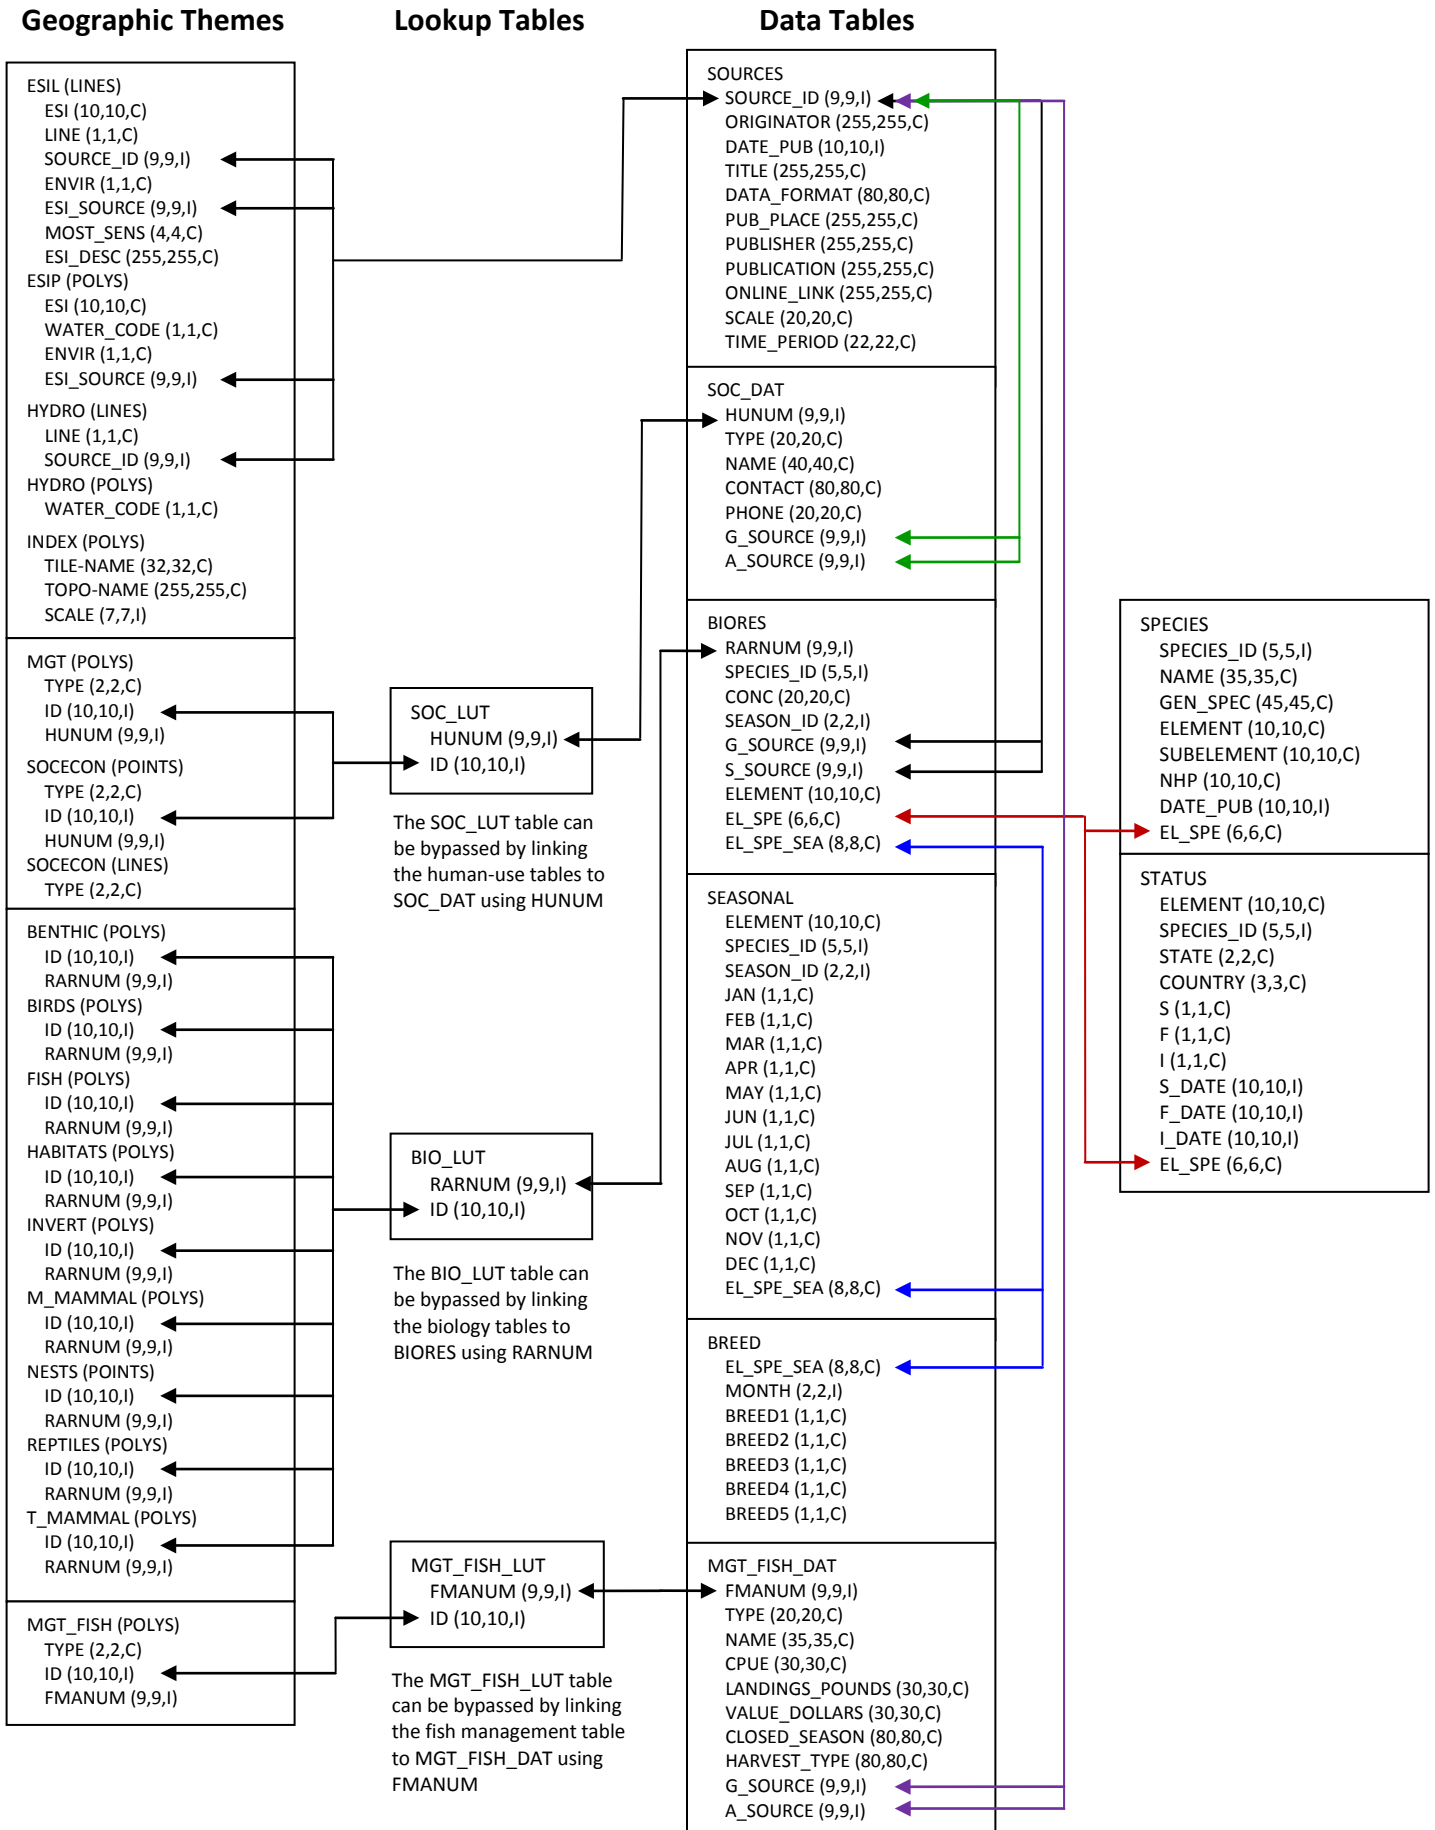 Geographic Themes
Lookup Tables
Data Tables
ESIL (LINES)
ESI (10,10,C)
LINE (1,1,C)
SOURCE_ID (9,9,I)
ENVIR (1,1,C)
ESI_SOURCE (9,9,I)
MOST_SENS (4,4,C)
ESI_DESC (255,255,C)
ESIP (POLYS)
ESI (10,10,C)
WATER_CODE (1,1,C)
ENVIR (1,1,C)
ESI_SOURCE (9,9,I)
HYDRO (LINES)
LINE (1,1,C)
SOURCE_ID (9,9,I)
HYDRO (POLYS)
WATER_CODE (1,1,C)
INDEX (POLYS)
TILE-NAME (32,32,C)
TOPO-NAME (255,255,C)
SCALE (7,7,I)
MGT (POLYS)
TYPE (2,2,C)
ID (10,10,I)
HUNUM (9,9,I)
SOCECON (POINTS)
TYPE (2,2,C)
ID (10,10,I)
HUNUM (9,9,I)
SOCECON (LINES)
TYPE (2,2,C)
BENTHIC (POLYS)
ID (10,10,I)
RARNUM (9,9,I)
BIRDS (POLYS)
ID (10,10,I)
RARNUM (9,9,I)
FISH (POLYS)
ID (10,10,I)
RARNUM (9,9,I)
HABITATS (POLYS)
ID (10,10,I)
RARNUM (9,9,I)
INVERT (POLYS)
ID (10,10,I)
RARNUM (9,9,I)
M_MAMMAL (POLYS)
ID (10,10,I)
RARNUM (9,9,I)
NESTS (POINTS)
ID (10,10,I)
RARNUM (9,9,I)
REPTILES (POLYS)
ID (10,10,I)
RARNUM (9,9,I)
T_MAMMAL (POLYS)
ID (10,10,I)
RARNUM (9,9,I)
MGT_FISH (POLYS)
TYPE (2,2,C)
ID (10,10,I)
FMANUM (9,9,I)
SOC_LUT
HUNUM (9,9,I)
ID (10,10,I)
The SOC_LUT table can
be bypassed by linking
the human-use tables to
SOC_DAT using HUNUM
BIO_LUT
RARNUM (9,9,I)
ID (10,10,I)
The BIO_LUT table can
be bypassed by linking
the biology tables to
BIORES using RARNUM
MGT_FISH_LUT
FMANUM (9,9,I)
ID (10,10,I)
The MGT_FISH_LUT table
can be bypassed by linking
the fish management table
to MGT_FISH_DAT using
FMANUM
SOURCES
SOURCE_ID (9,9,I)
ORIGINATOR (255,255,C)
DATE_PUB (10,10,I)
TITLE (255,255,C)
DATA_FORMAT (80,80,C)
PUB_PLACE (255,255,C)
PUBLISHER (255,255,C)
PUBLICATION (255,255,C)
ONLINE_LINK (255,255,C)
SCALE (20,20,C)
TIME_PERIOD (22,22,C)
SOC_DAT
HUNUM (9,9,I)
TYPE (20,20,C)
NAME (40,40,C)
CONTACT (80,80,C)
PHONE (20,20,C)
G_SOURCE (9,9,I)
A_SOURCE (9,9,I)
BIORES
RARNUM (9,9,I)
SPECIES_ID (5,5,I)
CONC (20,20,C)
SEASON_ID (2,2,I)
G_SOURCE (9,9,I)
S_SOURCE (9,9,I)
ELEMENT (10,10,C)
EL_SPE (6,6,C)
EL_SPE_SEA (8,8,C)
SEASONAL
ELEMENT (10,10,C)
SPECIES_ID (5,5,I)
SEASON_ID (2,2,I)
JAN (1,1,C)
FEB (1,1,C)
MAR (1,1,C)
APR (1,1,C)
MAY (1,1,C)
JUN (1,1,C)
JUL (1,1,C)
AUG (1,1,C)
SEP (1,1,C)
OCT (1,1,C)
NOV (1,1,C)
DEC (1,1,C)
EL_SPE_SEA (8,8,C)
BREED
EL_SPE_SEA (8,8,C)
MONTH (2,2,I)
BREED1 (1,1,C)
BREED2 (1,1,C)
BREED3 (1,1,C)
BREED4 (1,1,C)
BREED5 (1,1,C)
MGT_FISH_DAT
FMANUM (9,9,I)
TYPE (20,20,C)
NAME (35,35,C)
CPUE (30,30,C)
LANDINGS_POUNDS (30,30,C)
VALUE_DOLLARS (30,30,C)
CLOSED_SEASON (80,80,C)
HARVEST_TYPE (80,80,C)
G_SOURCE (9,9,I)
A_SOURCE (9,9,I)
SPECIES
SPECIES_ID (5,5,I)
NAME (35,35,C)
GEN_SPEC (45,45,C)
ELEMENT (10,10,C)
SUBELEMENT (10,10,C)
NHP (10,10,C)
DATE_PUB (10,10,I)
EL_SPE (6,6,C)
STATUS
ELEMENT (10,10,C)
SPECIES_ID (5,5,I)
STATE (2,2,C)
COUNTRY (3,3,C)
S (1,1,C)
F (1,1,C)
I (1,1,C)
S_DATE (10,10,I)
F_DATE (10,10,I)
I_DATE (10,10,I)
EL_SPE (6,6,C)